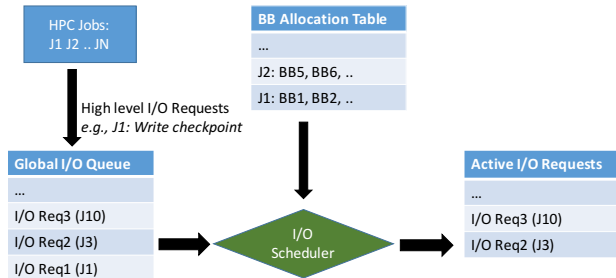 HPC Jobs:
J1 J2 .. JN
BB Allocation Table
…
J2: BB5, BB6, ..
J1: BB1, BB2, ..
High level I/O Requests
e.g., J1: Write checkpoint
Global I/O Queue
…
I/O Req3 (J10)
I/O Req2 (J3)
I/O Req1 (J1)
I/O
Scheduler
Active I/O Requests
…
I/O Req3 (J10)
I/O Req2 (J3)